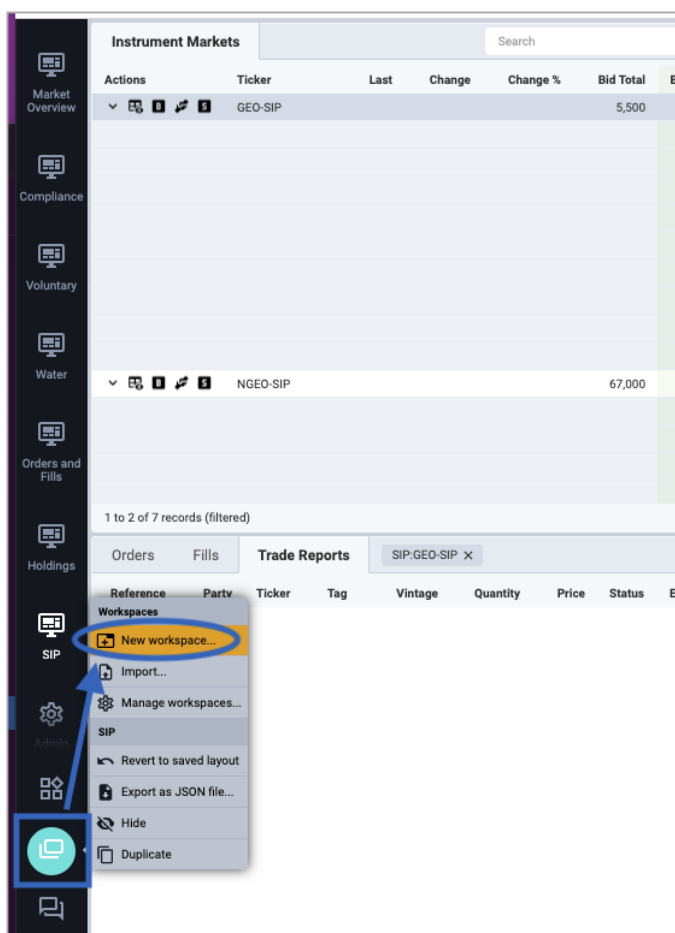 Market
Overview
Compliance
Voluntary
Water
Orders and
Fills
Holdings
SIP
Admin
Instrument Markets
Search
Actions Ticker Last Change Change % Bid Total
GEO-SIP 5,500
NGEO-SIP 67,000
1 to 2 of 7 records (filtered)
Orders Fills Trade Reports SIP:GEO-SIP
Reference Party Ticker Tag Vintage Quantity Price Status
Workspaces
New workspace...
Import...
Manage workspaces...
SIP
Revert to saved layout
Export as JSON file...
Hide
Duplicate